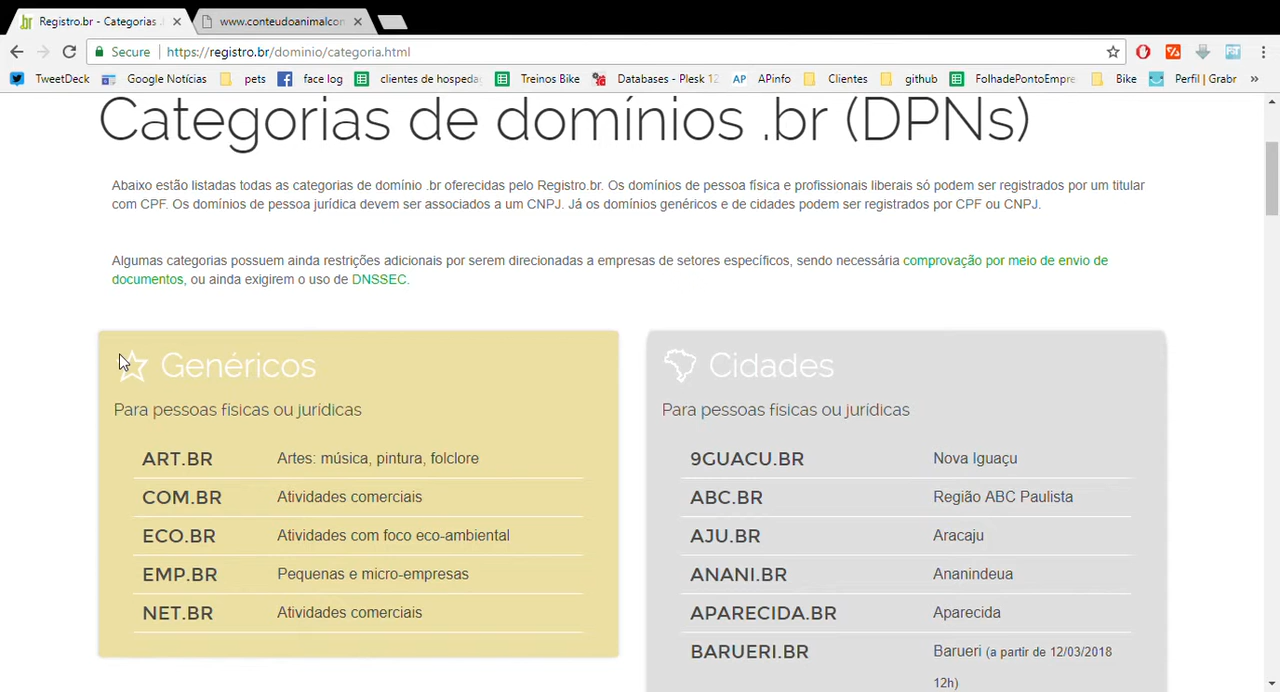 Registro.br - Categorias
www.conteudoanimalcon
Secure
https://registro.br/dominio/categoria.html
TweetDeck
Google Notícias
pets
face log
clientes de hospeda
Treinos Bike
Databases - Plesk 12
AP APinfo
Clientes
github
FolhadePontoEmpre
Bike
Perfil | Grabr
Categorias de domínios .br (DPNs)
Abaixo estão listadas todas as categorias de domínio .br oferecidas pelo Registro.br. Os domínios de pessoa física e profissionais liberais só podem ser registrados por um titular
com CPF. Os domínios de pessoa jurídica devem ser associados a um CNPJ. Já os domínios genéricos e de cidades podem ser registrados por CPF ou CNPJ.
Algumas categorias possuem ainda restrições adicionais por serem direcionadas a empresas de setores específicos, sendo necessária comprovação por meio de envio de
documentos, ou ainda exigirem o uso de DNSSEC.
Genéricos
Para pessoas fisicas ou jurídicas
ART.BR Artes: música, pintura, folclore
COM.BR Atividades comerciais
ECO.BR Atividades com foco eco-ambiental
EMP.BR Pequenas e micro-empresas
NET.BR Atividades comerciais
Cidades
Para pessoas fisicas ou jurídicas
9GUACU.BR Nova Iguaçu
ABC.BR Região ABC Paulista
AJU.BR Aracaju
ANANI.BR Ananindeua
APARECIDA.BR Aparecida
BARUERI.BR Barueri (a partir de 12/03/2018
12h)